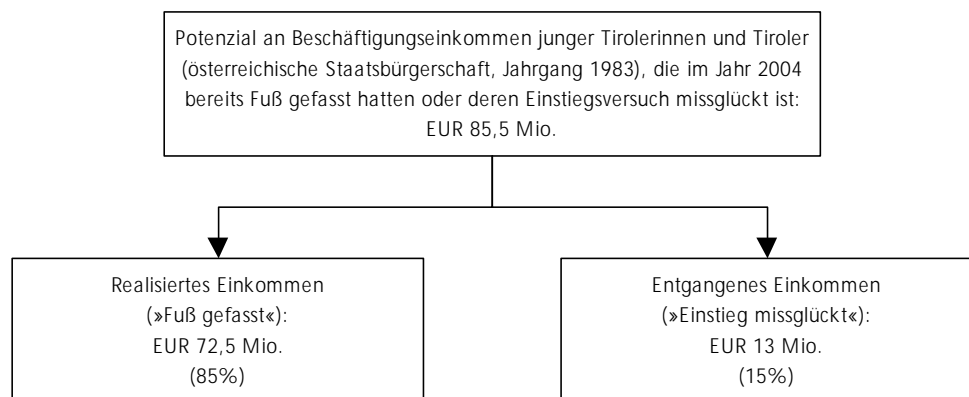 Potenzial an Beschäftigungseinkommen junger Tirolerinnen und Tiroler
(österreichische Staatsbürgerschaft, Jahrgang 1983), die im Jahr 2004
bereits Fuß gefasst hatten oder deren Einstiegsversuch missglückt ist:
EUR 85,5 Mio.
Realisiertes Einkommen
(»Fuß gefasst«):
EUR 72,5 Mio.
(85%)
Entgangenes Einkommen
(»Einstieg missglückt«):
EUR 13 Mio.
(15%)